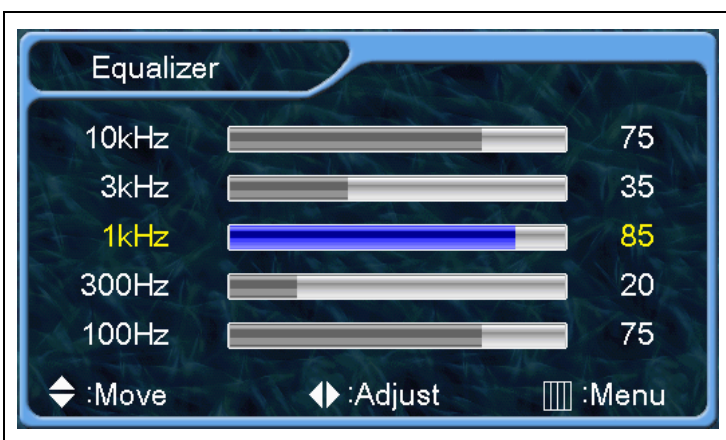 Equalizer
10kHz 75
3kHz 35
1kHz 85
300Hz 20
100Hz 75
:Move :Adjust :Menu